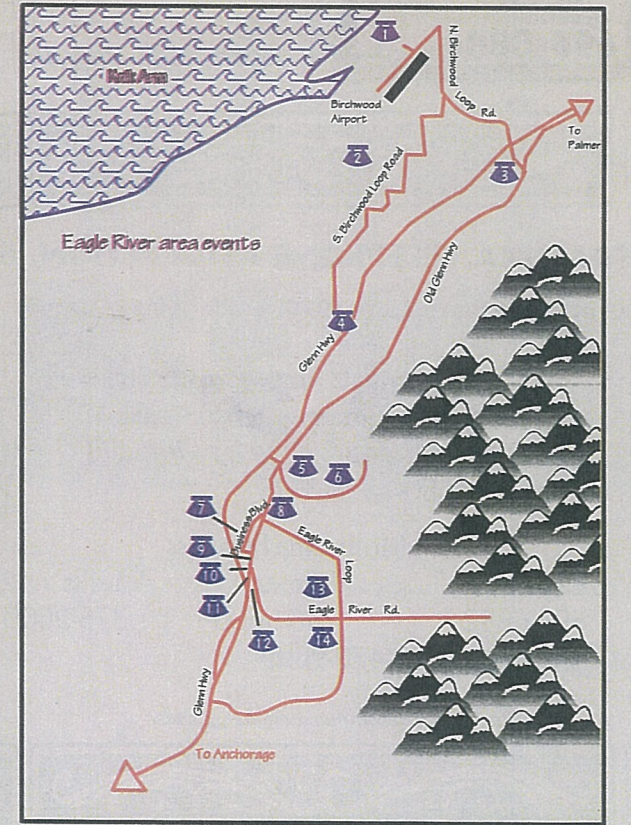 1
N. Birchwood
Loop Rd.
Knik Arm
Birchwood
Airport
To
Palmer
2
3
S. Birchwood Loop Road
Eagle River area events
Old Glenn Hwy
4
Glenn Hwy
5
6
7
8
Business Blvd.
9
Eagle River
Loop
10
11
13
Eagle River Rd.
12
14
Glenn Hwy
To Anchorage